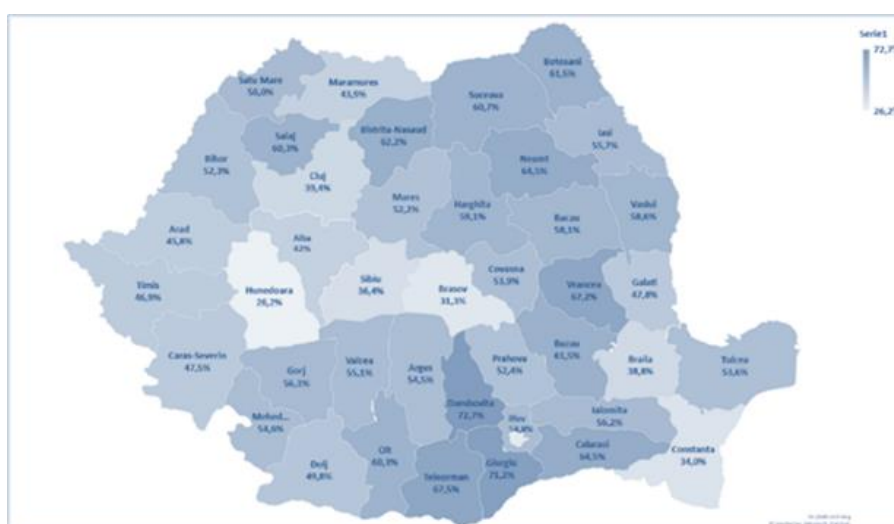 Serie1
72,7%
26,2%
Botosani
61,5%
Satu Mare
58,0%
Maramures
43,9%
Suceava
60,7%
Iasi
55,7%
Bistrita-Nasaud
62,2%
Salaj
60,3%
Bihor
52,3%
Cluj
39,4%
Neamt
64,5%
Mures
52,2%
Harghita
59,1%
Bacau
58,1%
Vaslui
58,6%
Arad
45,8%
Alba
42%
Timis
46,9%
Hunedoara
26,2%
Sibiu
36,4%
Brasov
31,3%
Covasna
53,9%
Vrancea
67,2%
Galati
47,8%
Caras-Severin
47,5%
Gorj
56,3%
Valcea
55,1%
Arges
54,5%
Prahova
52,4%
Buzau
61,5%
Braila
38,8%
Tulcea
53,6%
Mehed...
54,6%
Dambovita
72,7%
Ilfov
Ialomita
56,2%
Dolj
49,8%
Olt
60,3%
Teleorman
67,5%
Giurgiu
71,2%
Calarasi
64,5%
Constanta
34,0%